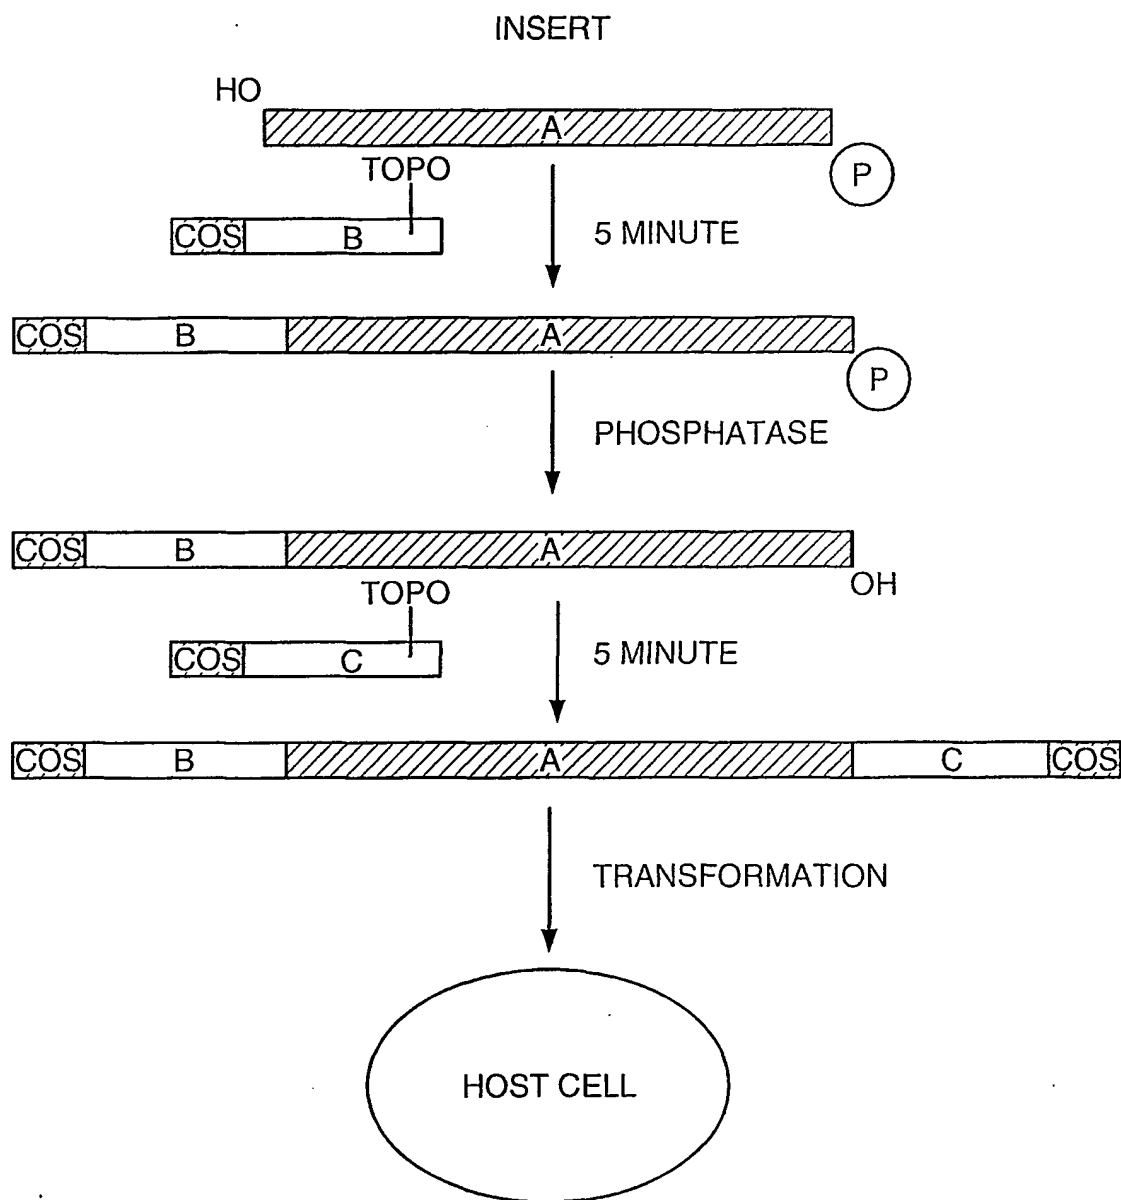 INSERT
HO
A
P
TOPO
COS B
5 MINUTE
COS B A
P
PHOSPHATASE
COS B A
OH
TOPO
COS C
5 MINUTE
COS B A C COS
TRANSFORMATION
HOST CELL